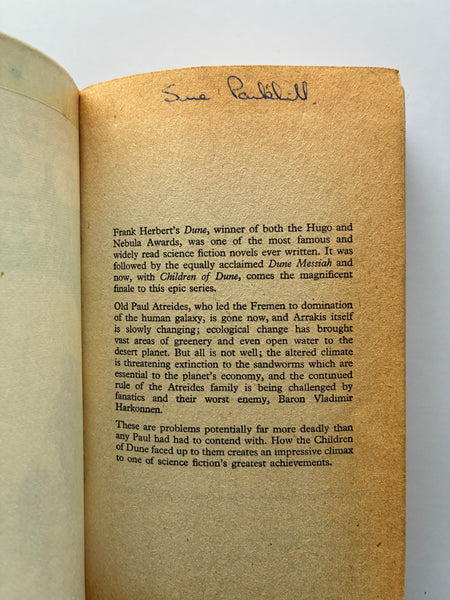 Sue Parkhill.
Frank Herbert's Dune, winner of both the Hugo and
Nebula Awards, was one of the most famous and
widely read science fiction novels ever written. It was
followed by the equally acclaimed Dune Messiah and
now, with Children of Dune, comes the magnificent
finale to this epic series.
Old Paul Atreides, who led the Fremen to domination
of the human galaxy, is gone now, and Arrakis itself
is slowly changing; ecological change has brought
vast areas of greenery and even open water to the
desert planet. But all is not well; the altered climate
is threatening extinction to the sandworms which are
essential to the planet's economy, and the continued
rule of the Atreides family is being challenged by
fanatics and their worst enemy, Baron Vladimir
Harkonnen.
These are problems potentially far more deadly than
any Paul had had to contend with. How the Children
of Dune faced up to them creates an impressive climax
to one of science fiction's greatest achievements.